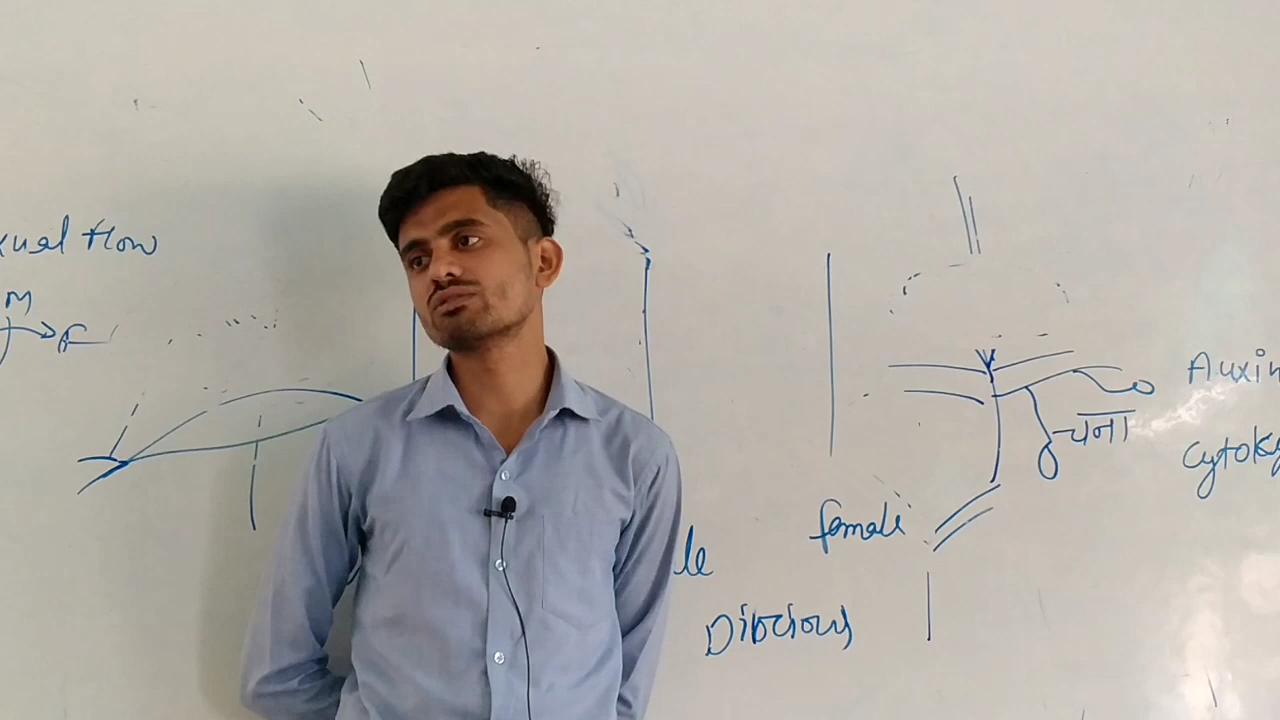 xual flow
M
F
Auxin
चना
Cytok
female
le
Dioecious